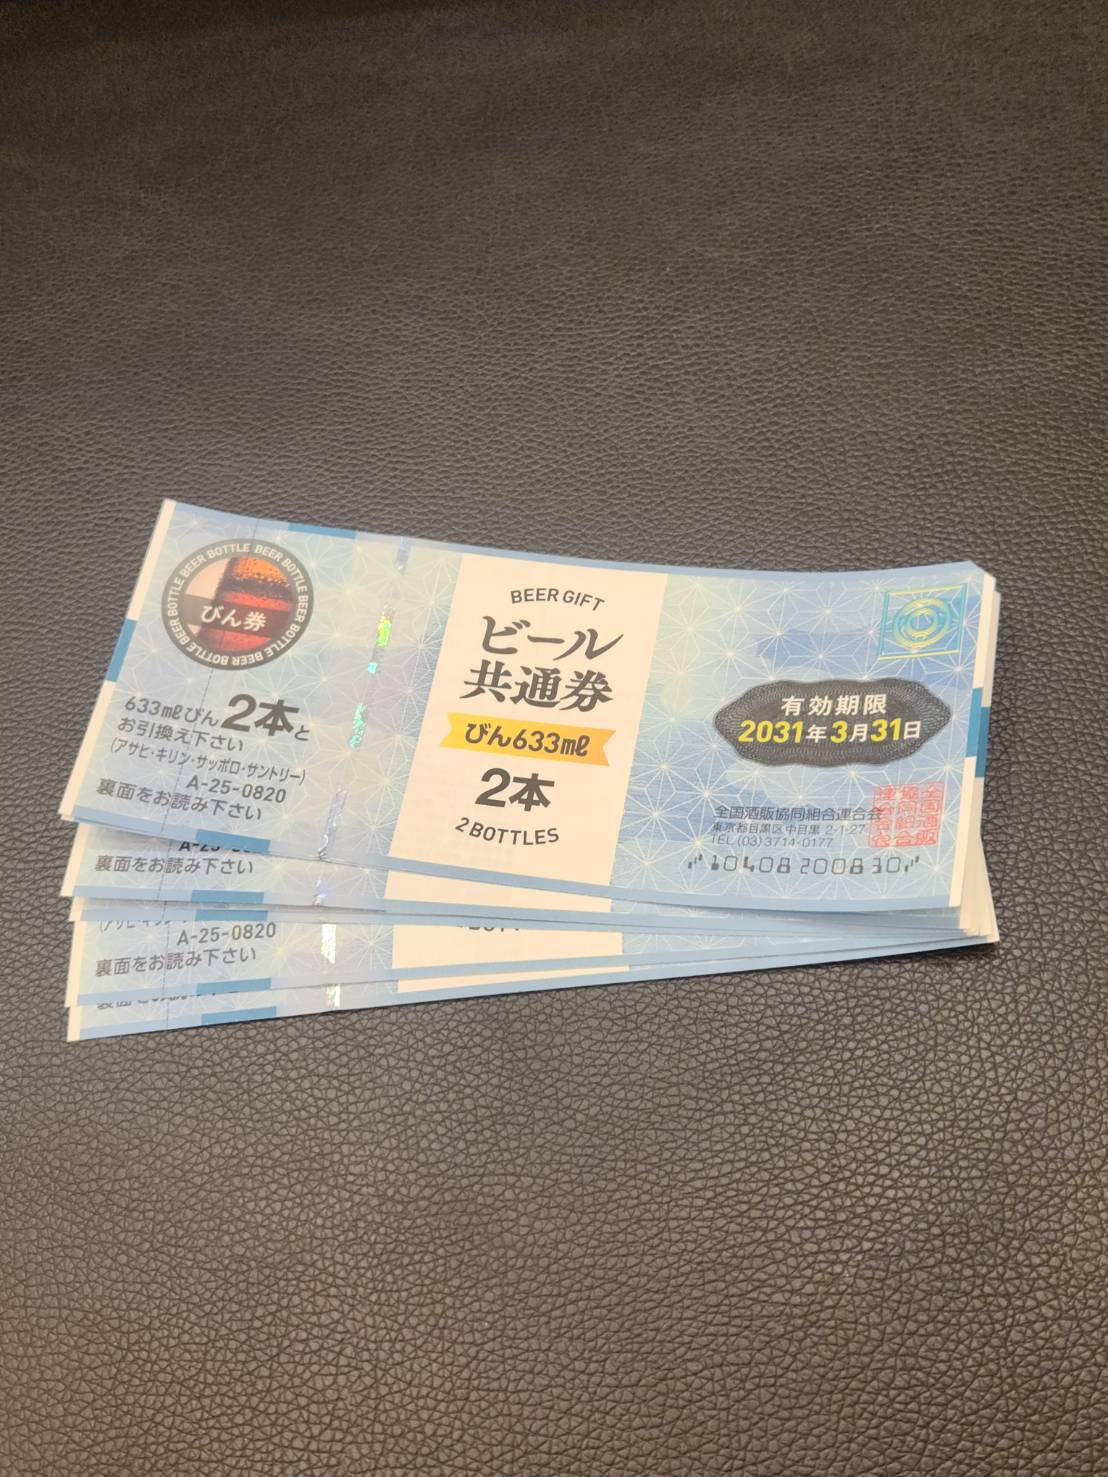 BEER BOTTLE BEER BOTTLE BEER BOTTLE BEER BOTTLE
びん券
633mℓびん2本と
お引換え下さい
(アサヒ・キリン・サッポロ・サントリー)
A-25-0820
裏面をお読み下さい
BEER GIFT
ビール
共通券
びん633mℓ
2本
2 BOTTLES
有効期限
2031年3月31日
全国酒販協同組合連合会
東京都目黒区中目黒 2-1-27
TEL (03)3714-0177
10408200830
裏面をお読み下さい
A-25-0820
裏面をお読み下さい